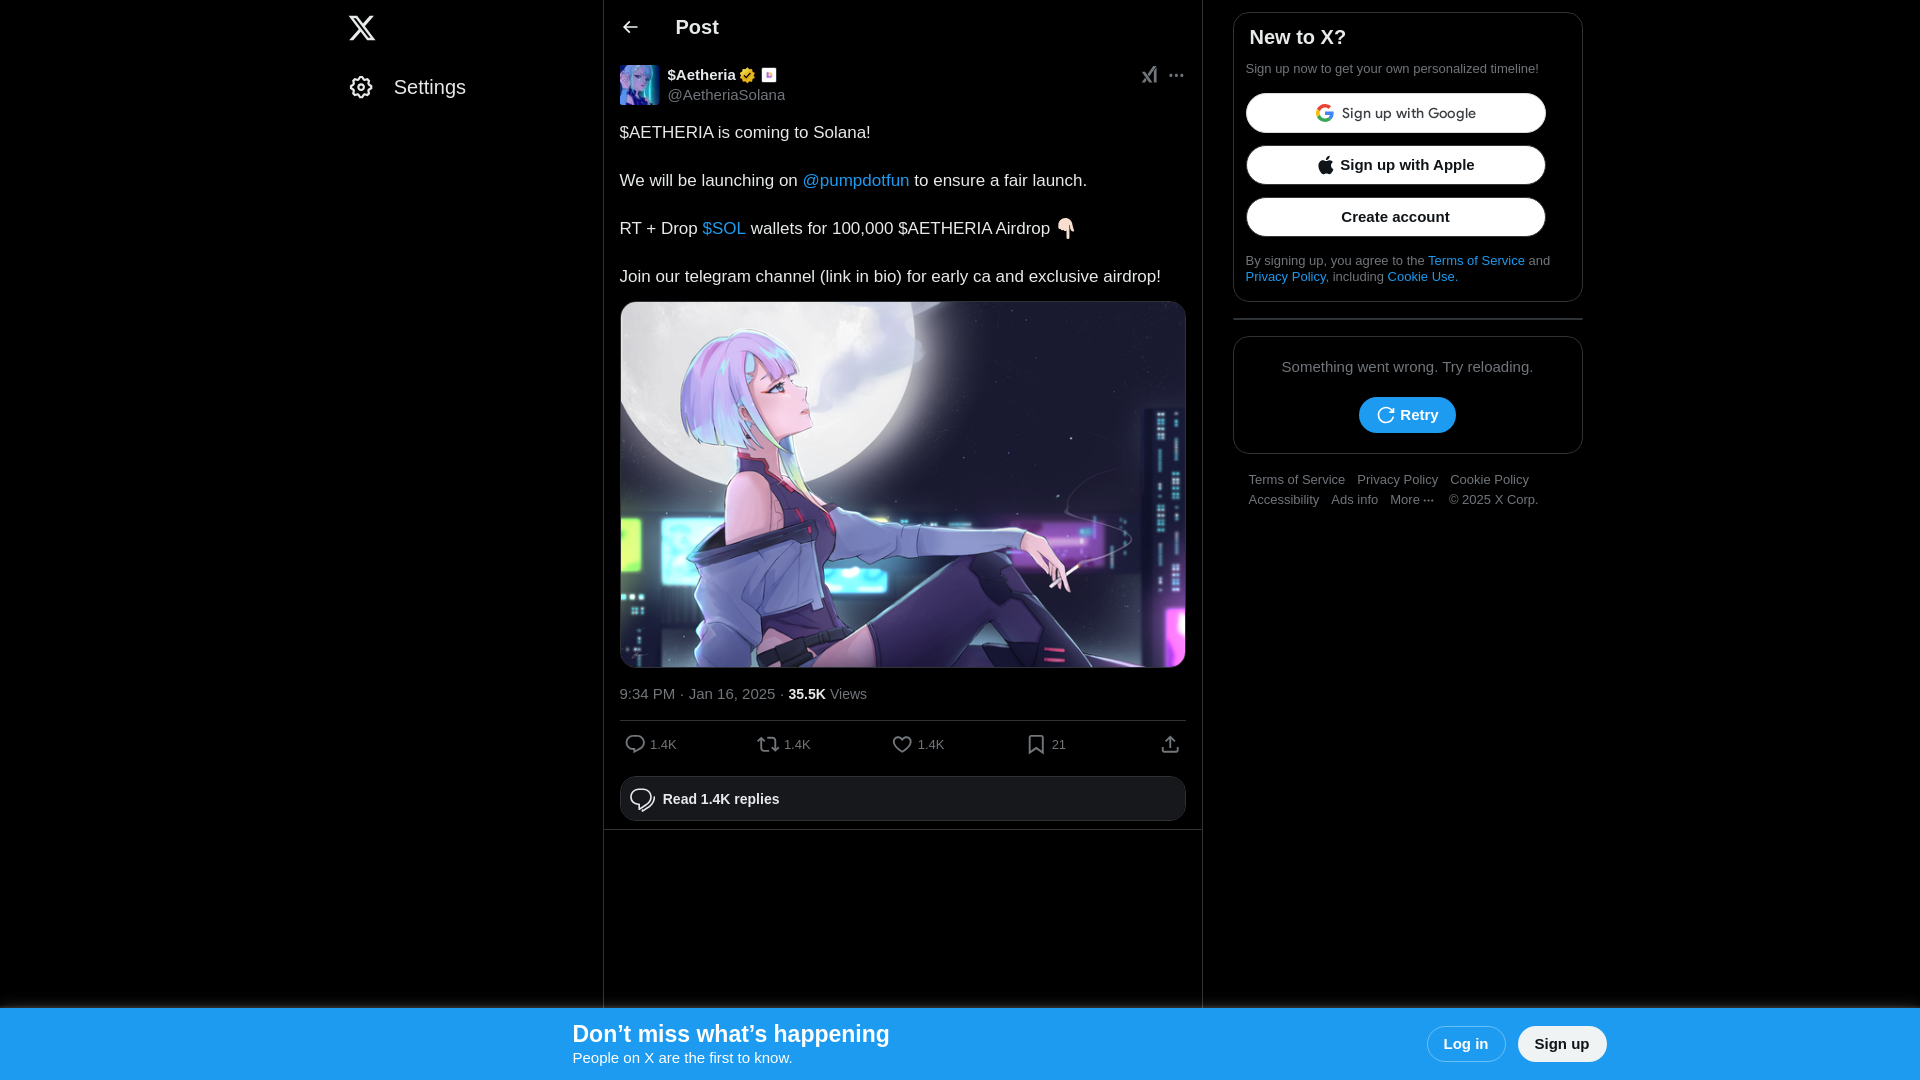 Settings
Post
$Aetheria
@AetheriaSolana
$AETHERIA is coming to Solana!
We will be launching on @pumpdotfun to ensure a fair launch.
RT + Drop $SOL wallets for 100,000 $AETHERIA Airdrop 👇🏻
Join our telegram channel (link in bio) for early ca and exclusive airdrop!
9:34 PM · Jan 16, 2025 · 35.5K Views
1.4K 1.4K 1.4K 21
Read 1.4K replies
New to X?
Sign up now to get your own personalized timeline!
Sign up with Google
Sign up with Apple
Create account
By signing up, you agree to the Terms of Service and
Privacy Policy, including Cookie Use.
Something went wrong. Try reloading.
Retry
Terms of Service Privacy Policy Cookie Policy
Accessibility Ads info More ··· © 2025 X Corp.
Don’t miss what’s happening
People on X are the first to know.
Log in
Sign up